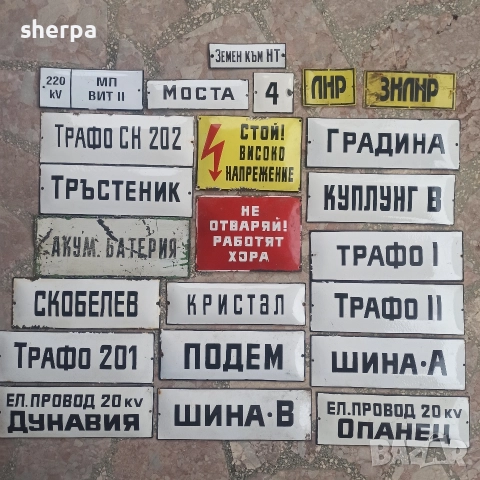 sherpa
ЗЕМЕН КЪМ НТ
220
kV
МП
ВИТ II
МОСТА
4
ЛНР
ЗНЛНР
ТРАФО СН 202
СТОЙ!
ВИСОКО
НАПРЕЖЕНИЕ
ГРАДИНА
ТРЪСТЕНИК
КУПЛУНГ В
НЕ
ОТВАРЯЙ!
РАБОТЯТ
ХОРА
АКУМ. БАТЕРИЯ
ТРАФО I
СКОБЕЛЕВ
КРИСТАЛ
ТРАФО II
ТРАФО 201
ПОДЕМ
ШИНА·А
ЕЛ.ПРОВОД 20 KV
ДУНАВИЯ
ШИНА·В
ЕЛ.ПРОВОД 20 KV
ОПАНЕЦ
BAZAR